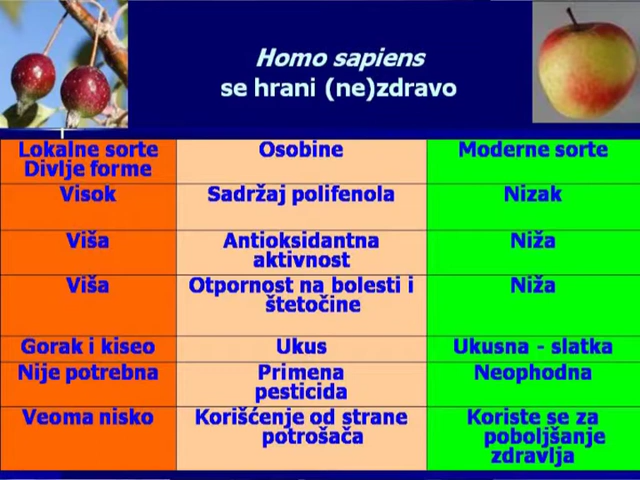 Homo sapiens
se hrani (ne)zdravo
Lokalne sorte
Divlje forme
Osobine
Moderne sorte
Visok
Sadržaj polifenola
Nizak
Viša
Antioksidantna
aktivnost
Niža
Viša
Otpornost na bolesti i
štetočine
Niža
Gorak i kiseo
Ukus
Ukusna - slatka
Nije potrebna
Primena
pesticida
Neophodna
Veoma nisko
Korišćenje od strane
potrošača
Koriste se za
poboljšanje
zdravlja